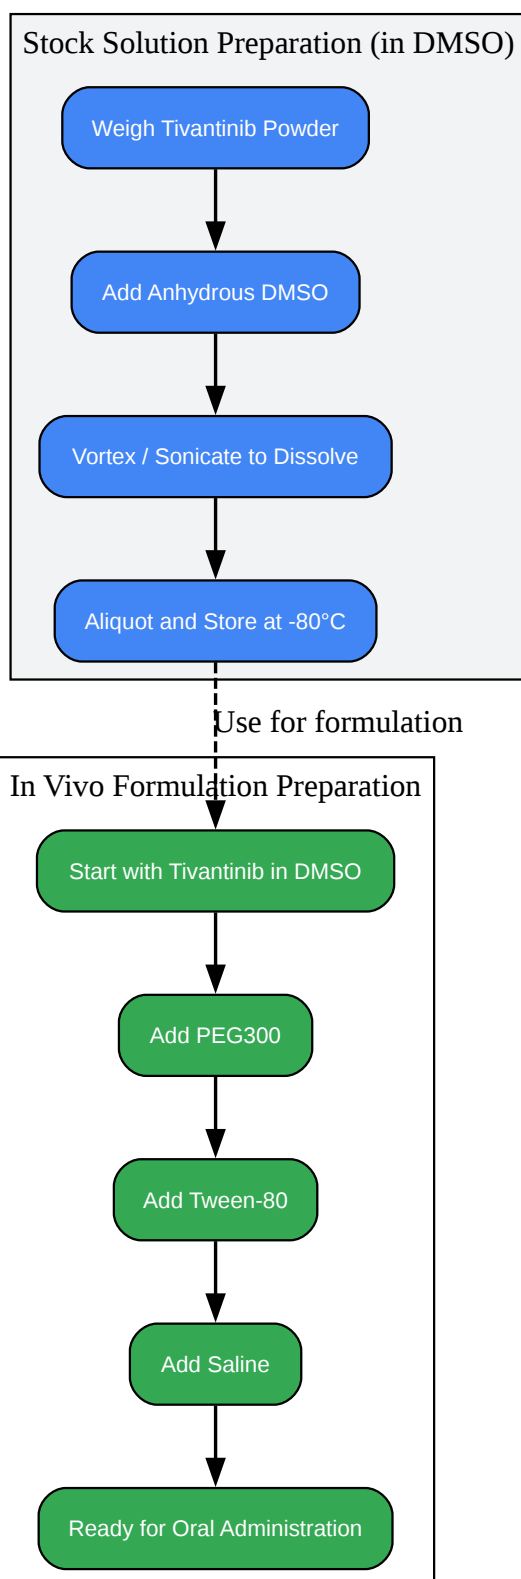 Stock Solution Preparation (in DMSO)
Weigh Tivantinib Powder
Add Anhydrous DMSO
Vortex / Sonicate to Dissolve
Aliquot and Store at -80°C
Use for formulation
In Vivo Formulation Preparation
Start with Tivantinib in DMSO
Add PEG300
Add Tween-80
Add Saline
Ready for Oral Administration